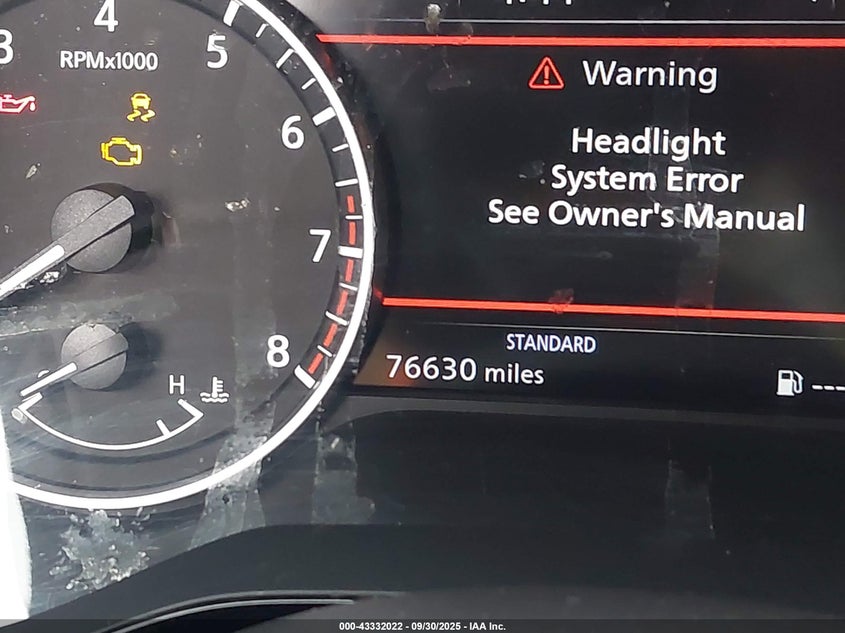 3
4
5
RPMx1000
6
7
8
H
Warning
Headlight
System Error
See Owner's Manual
STANDARD
76630 miles
---
000-43332022 - 09/30/2025 - IAA Inc.